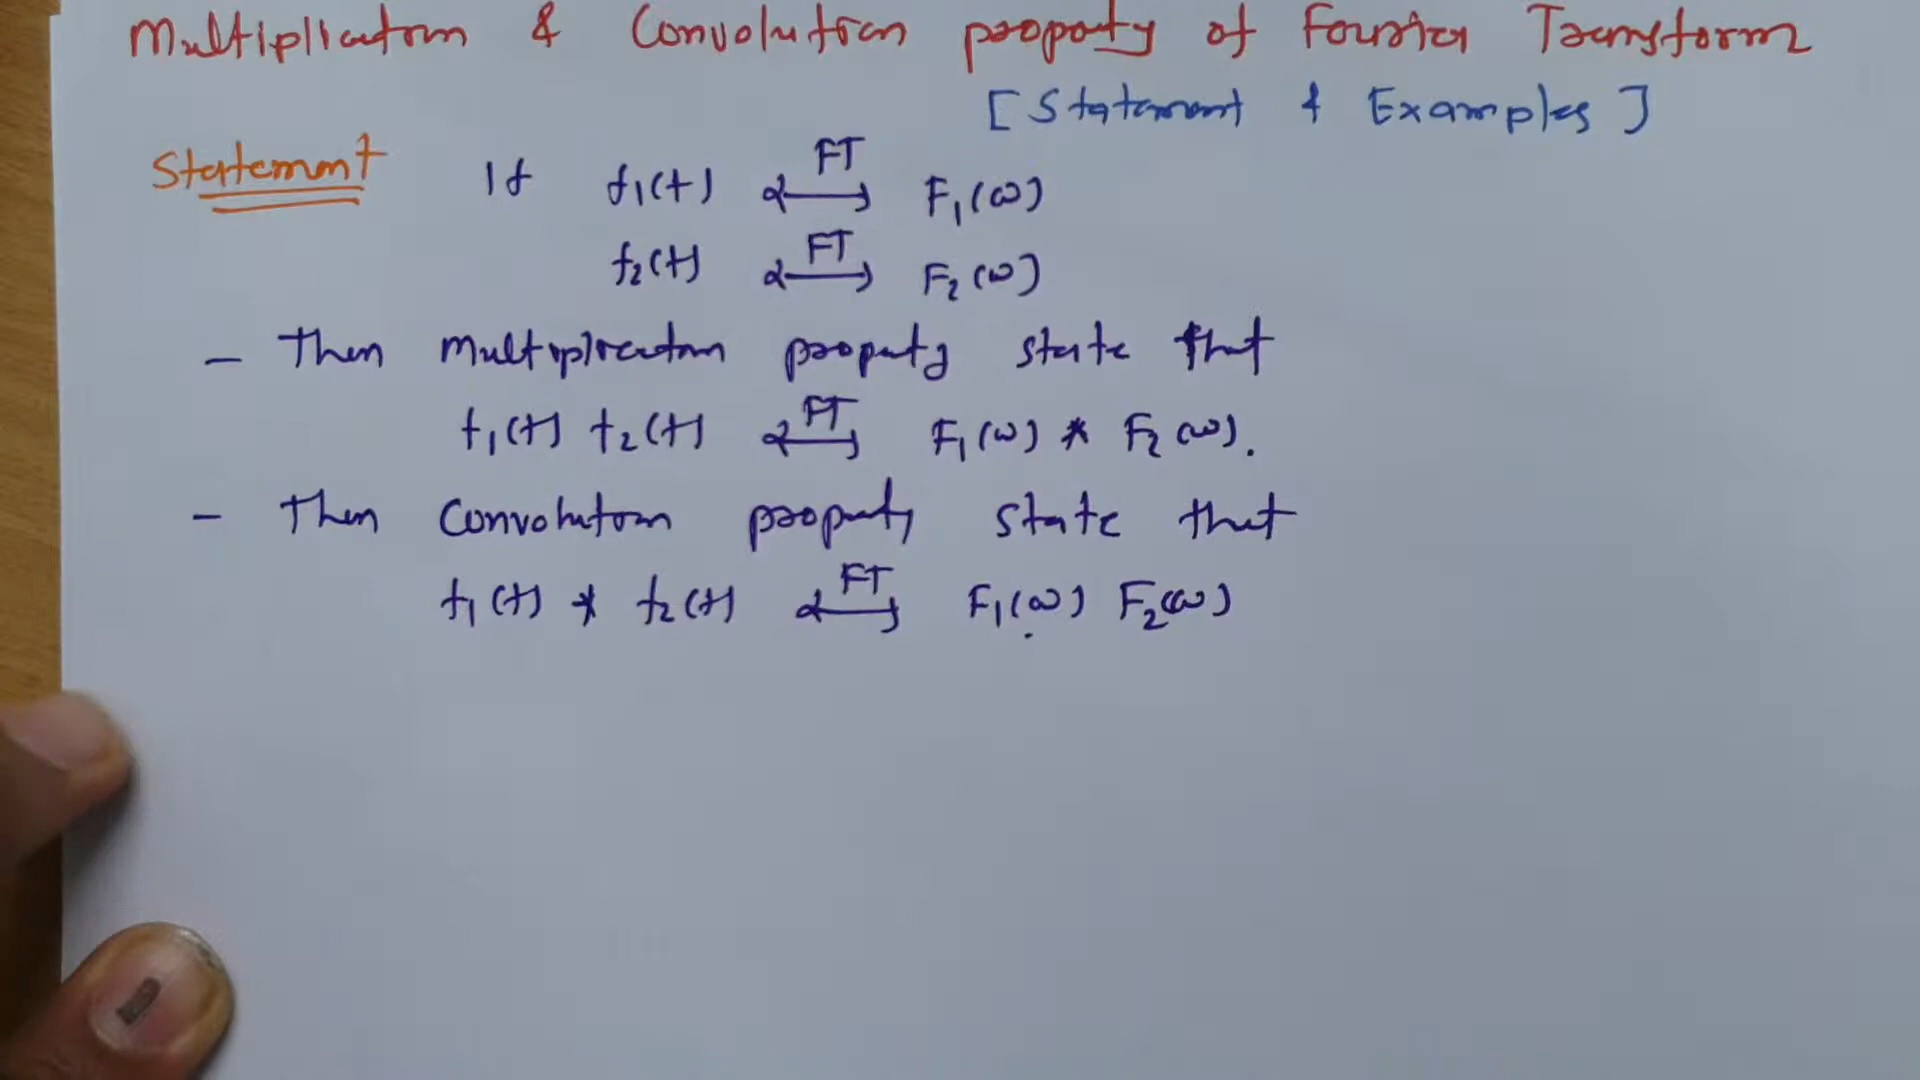 Multiplication & Convolution property of Fourier Transform
[Statement & Examples]
Statement If f₁(t) ⟷ FT F₁(ω)
f₂(t) ⟷ FT F₂(ω)
- Then Multiplication property state that
f₁(t) f₂(t) ⟷ FT F₁(ω) * F₂(ω).
- Then Convolution property state that
f₁(t) * f₂(t) ⟷ FT F₁(ω) F₂(ω)